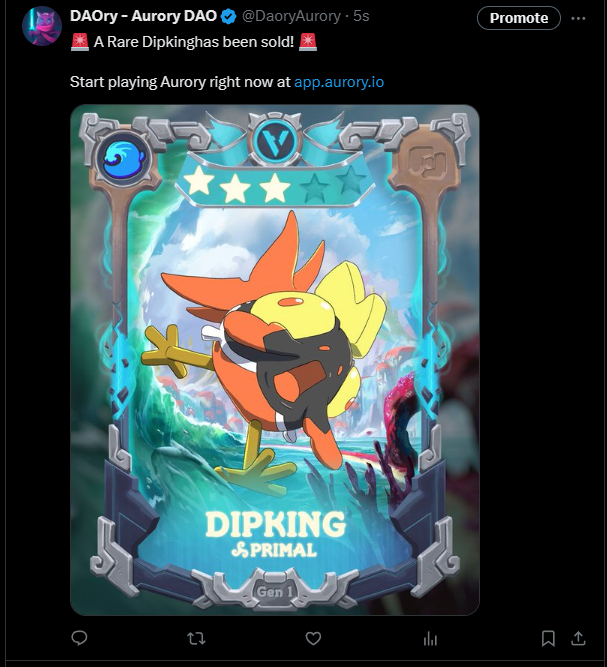 DAOry - Aurory DAO @DaoryAurory · 5s
Promote
🚨 A Rare Dipkinghas been sold! 🚨
Start playing Aurory right now at app.aurory.io
DIPKING
PRIMAL
Gen 1